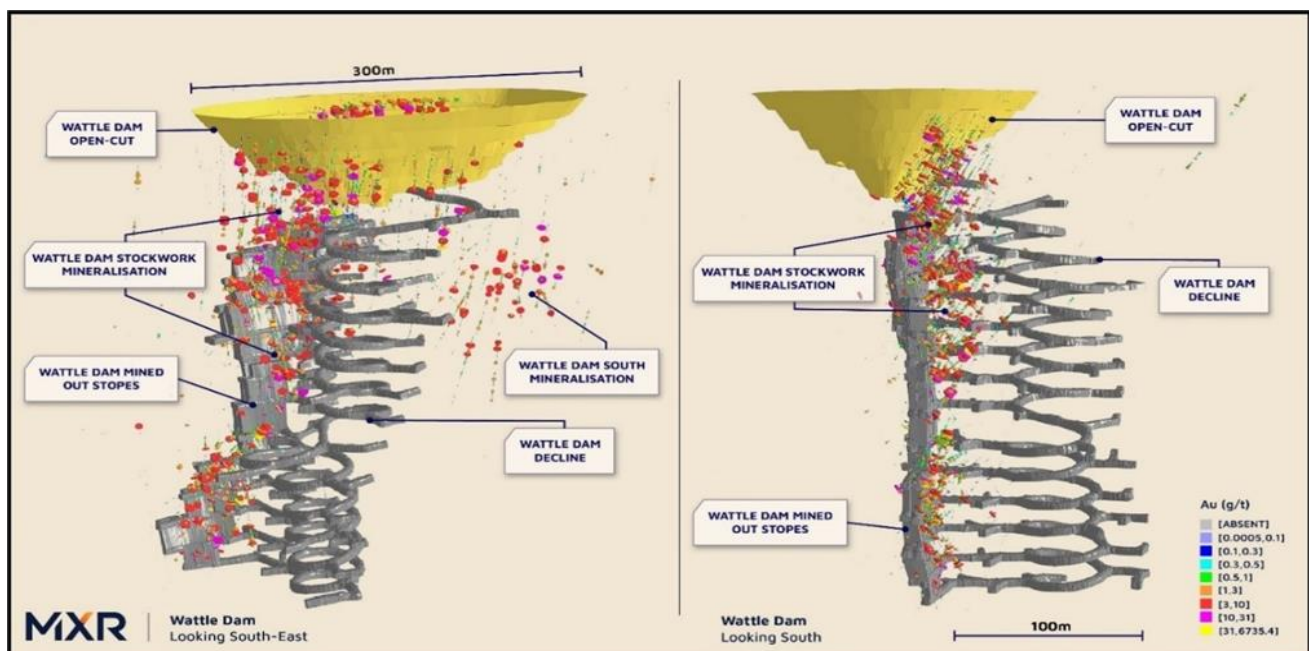 300m
WATTLE DAM
OPEN-CUT
WATTLE DAM STOCKWORK
MINERALISATION
WATTLE DAM MINED
OUT STOPES
WATTLE DAM SOUTH
MINERALISATION
WATTLE DAM
DECLINE
MXR
Wattle Dam
Looking South-East
WATTLE DAM
OPEN-CUT
WATTLE DAM STOCKWORK
MINERALISATION
WATTLE DAM
DECLINE
WATTLE DAM MINED
OUT STOPES
Wattle Dam
Looking South
100m
Au (g/t)
[ABSENT]
[0.0005,0.1]
[0.1,0.3]
[0.3,0.5]
[0.5,1]
[1.3]
[3,10]
[10,31]
[31,6735.4]